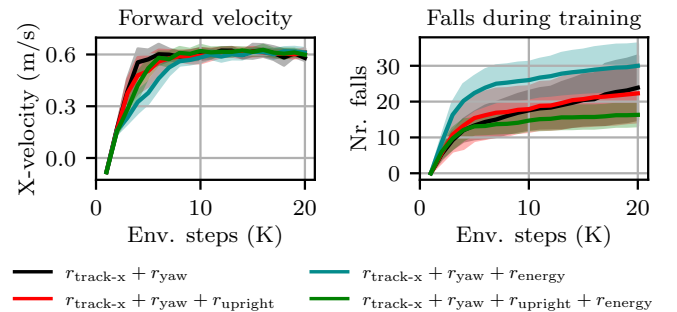 Forward velocity
X-velocity (m/s)
0.6
0.3
0.0
0 10 20
Env. steps (K)
Falls during training
Nr. falls
30
20
10
0
0 10 20
Env. steps (K)
r_track-x + r_yaw
r_track-x + r_yaw + r_upright
r_track-x + r_yaw + r_energy
r_track-x + r_yaw + r_upright + r_energy